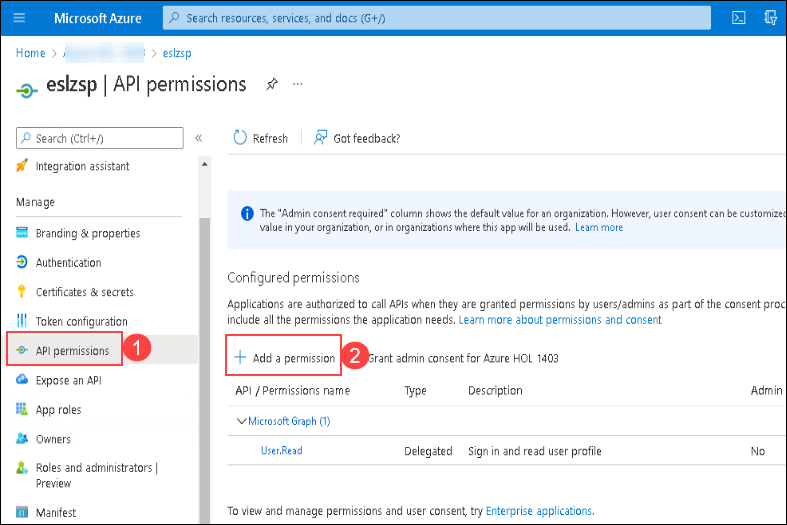 Microsoft Azure
Search resources, services, and docs (G+/)
Home > > eslzsp
eslzsp | API permissions
Search (Ctrl+/)
Refresh
Got feedback?
Integration assistant
Manage
Branding & properties
Authentication
Certificates & secrets
Token configuration
API permissions
1
Expose an API
App roles
Owners
Roles and administrators |
Preview
Manifest
The "Admin consent required" column shows the default value for an organization. However, user consent can be customized
value in your organization, or in organizations where this app will be used. Learn more
Configured permissions
Applications are authorized to call APIs when they are granted permissions by users/admins as part of the consent proc
include all the permissions the application needs. Learn more about permissions and consent
Add a permission
2
Grant admin consent for Azure HOL 1403
API / Permissions name Type Description Admin
Microsoft Graph (1)
User.Read Delegated Sign in and read user profile No
To view and manage permissions and user consent, try Enterprise applications.